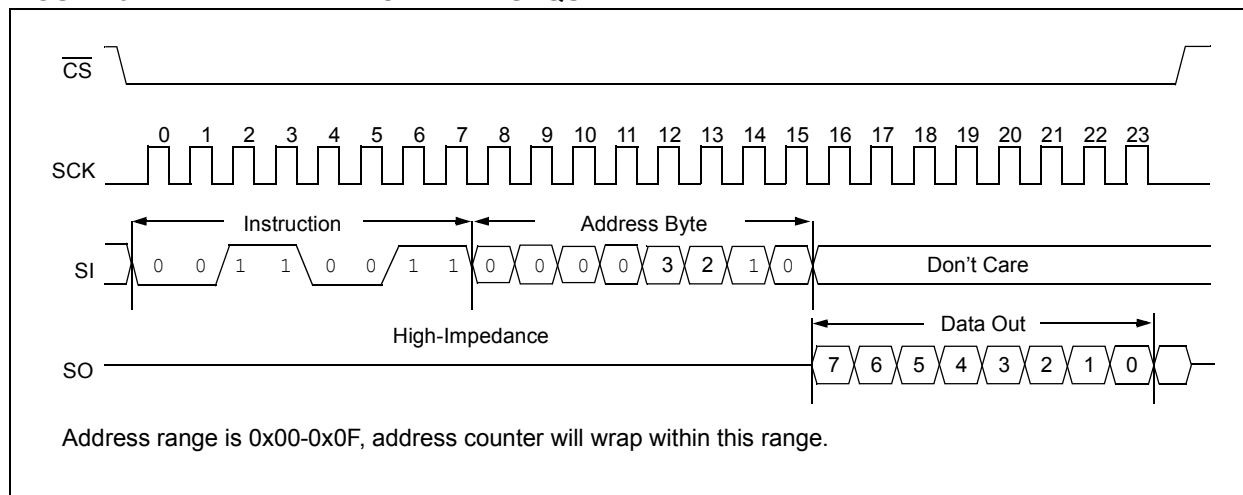 CS
0 1 2 3 4 5 6 7 8 9 10 11 12 13 14 15 16 17 18 19 20 21 22 23
SCK
Instruction Address Byte
SI 0 0 1 1 0 0 1 1 0 0 0 0 3 2 1 0 Don't Care
High-Impedance Data Out
SO 7 6 5 4 3 2 1 0
Address range is 0x00-0x0F, address counter will wrap within this range.